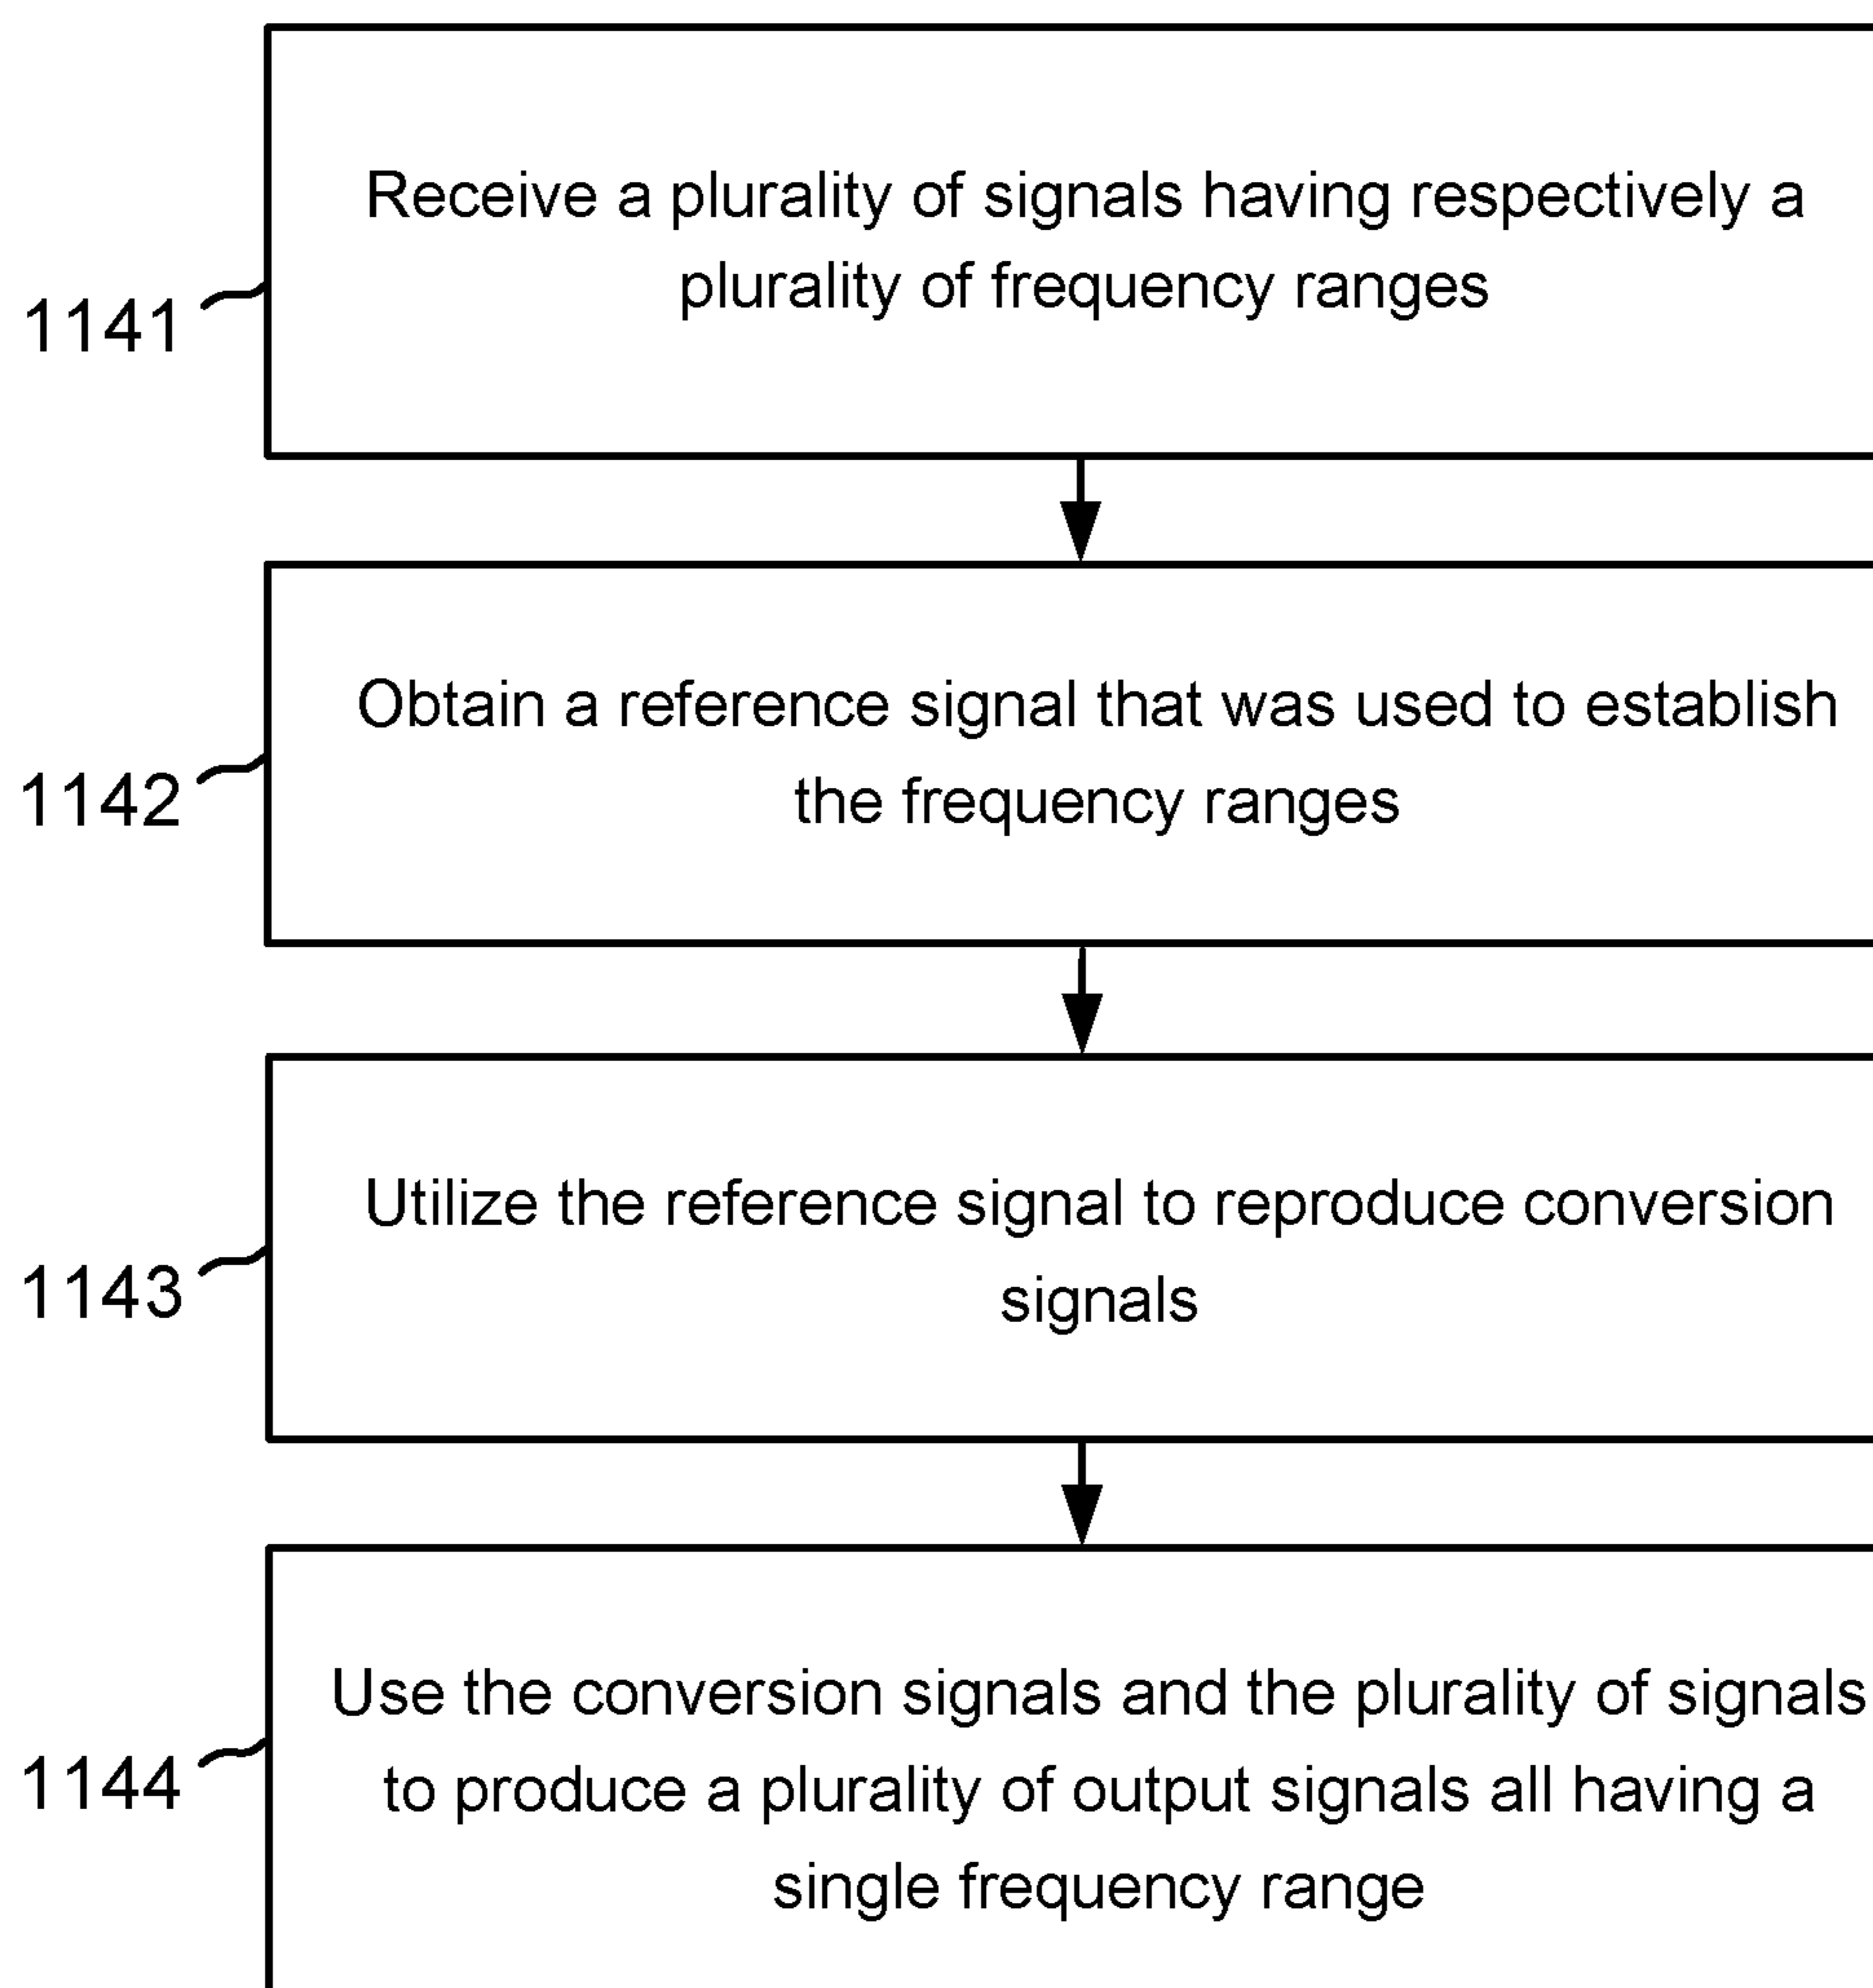 Receive a plurality of signals having respectively a
plurality of frequency ranges
1141
Obtain a reference signal that was used to establish
the frequency ranges
1142
Utilize the reference signal to reproduce conversion
signals
1143
Use the conversion signals and the plurality of signals
to produce a plurality of output signals all having a
single frequency range
1144